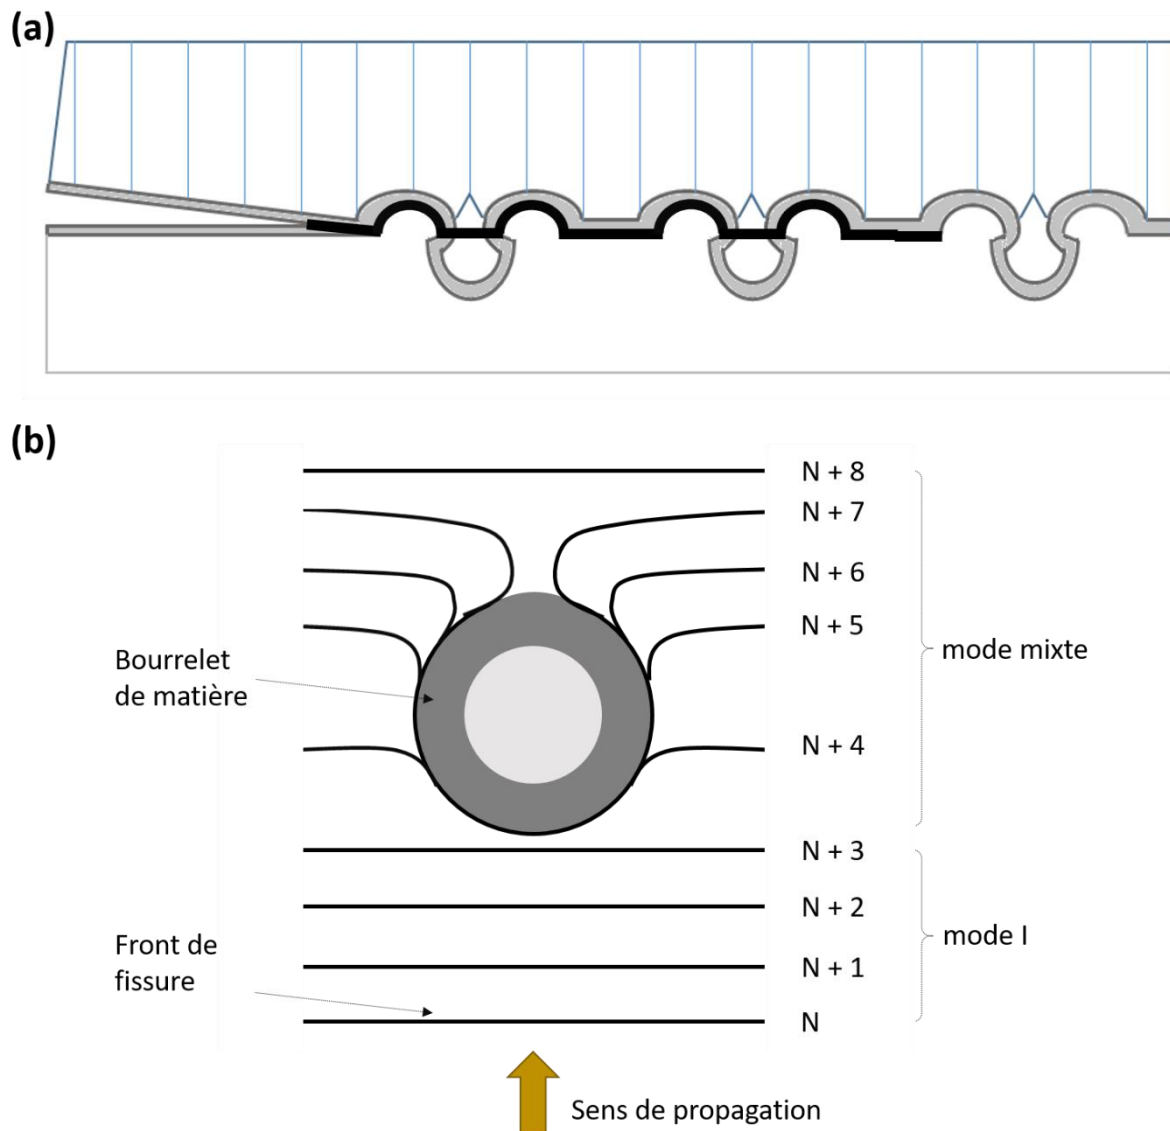 (a)
(b)
N + 8
N + 7
N + 6
N + 5
Bourrelet
de matière
mode mixte
N + 4
N + 3
N + 2
Front de
fissure
mode I
N + 1
N
Sens de propagation